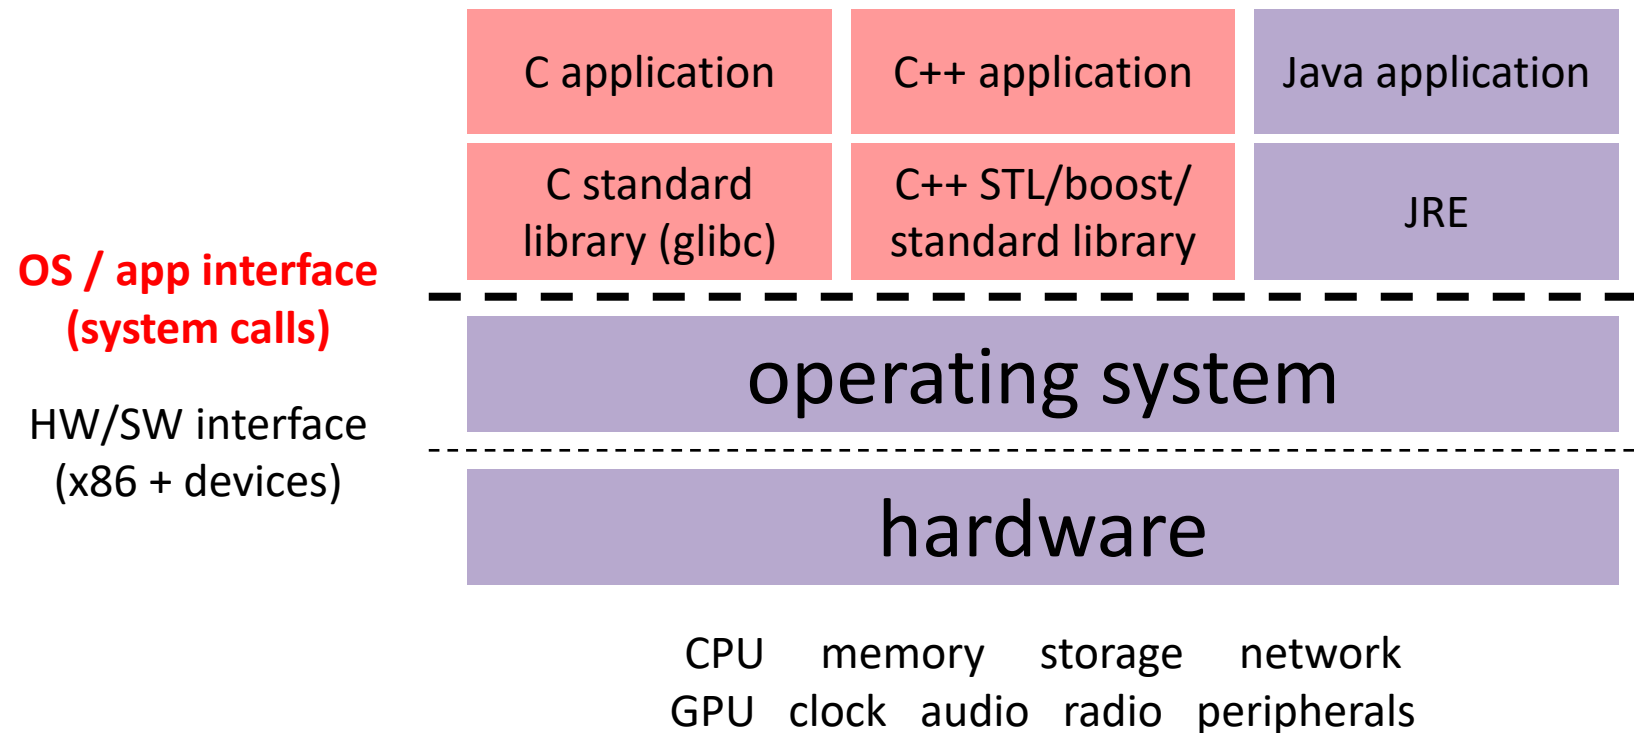 C application
C++ application
Java application
C standard
library (glibc)
C++ STL/boost/
standard library
JRE
OS / app interface
(system calls)
operating system
HW/SW interface
(x86 + devices)
hardware
CPU memory storage network
GPU clock audio radio peripherals